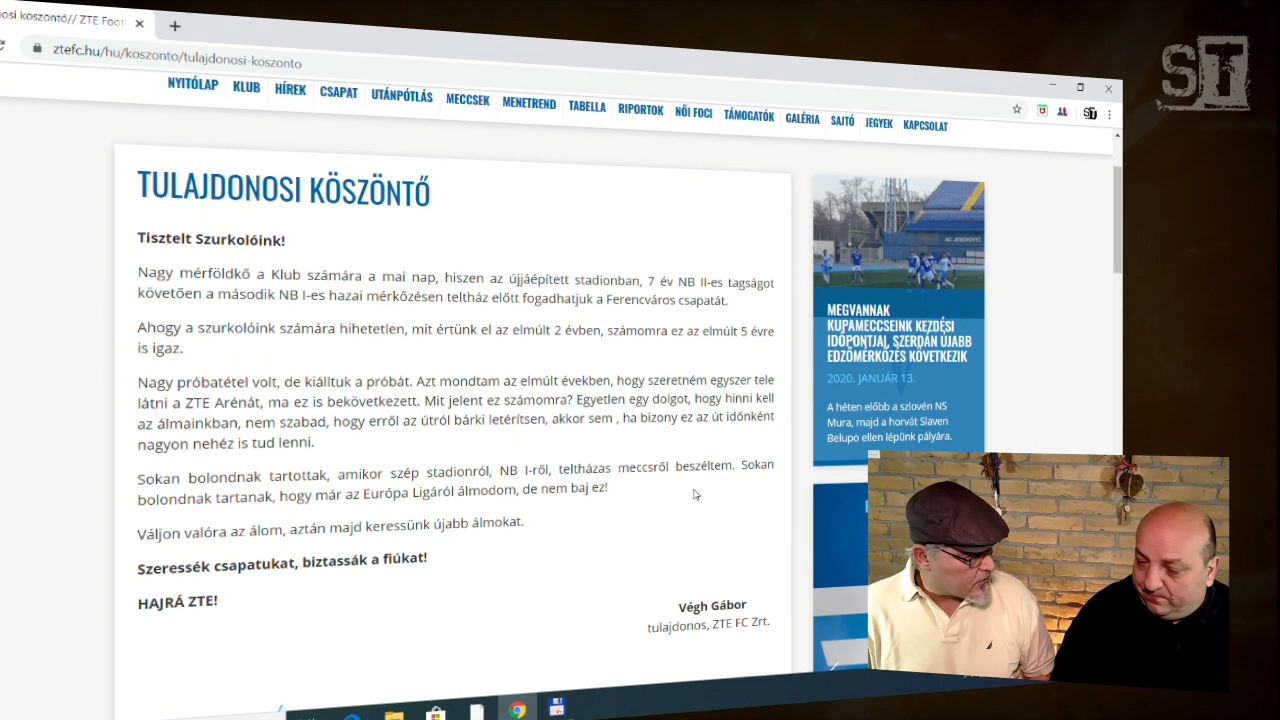 osi köszöntő// ZTE Foot
ztefc.hu/hu/koszonto/tulajdonosi-koszonto
ST
NYITÓLAP KLUB HÍREK CSAPAT UTÁNPÓTLÁS MECCSEK MENETREND TABELLA RIPORTOK NŐI FOCI TÁMOGATÓK GALÉRIA SAJTÓ JEGYEK KAPCSOLAT
TULAJDONOSI KÖSZÖNTŐ
Tisztelt Szurkolóink!
Nagy mérföldkő a Klub számára a mai nap, hiszen az újjáépített stadionban, 7 év NB II-es tagságot
követően a második NB I-es hazai mérkőzésen teltház előtt fogadhatjuk a Ferencváros csapatát.
Ahogy a szurkolóink számára hihetetlen, mit értünk el az elmúlt 2 évben, számomra ez az elmúlt 5 évre
is igaz.
Nagy próbatétel volt, de kiálltuk a próbát. Azt mondtam az elmúlt években, hogy szeretném egyszer tele
látni a ZTE Arénát, ma ez is bekövetkezett. Mit jelent ez számomra? Egyetlen egy dolgot, hogy hinni kell
az álmainkban, nem szabad, hogy erről az útról bárki letérítsen, akkor sem , ha bizony ez az út időnként
nagyon nehéz is tud lenni.
Sokan bolondnak tartottak, amikor szép stadionról, NB I-ről, teltházas meccsről beszéltem. Sokan
bolondnak tartanak, hogy már az Európa Ligáról álmodom, de nem baj ez!
Váljon valóra az álom, aztán majd keressünk újabb álmokat.
Szeressék csapatukat, biztassák a fiúkat!
HAJRÁ ZTE!
Végh Gábor
tulajdonos, ZTE FC Zrt.
MEGVANNAK
KUPAMECCSEINK KEZDÉSI
IDŐPONTJAI, SZERDÁN ÚJABB
EDZŐMÉRKŐZÉS KÖVETKEZIK
2020. JANUÁR 13.
A héten előbb a szlovén NS
Mura, majd a horvát Slaven
Belupo ellen lépünk pályára.